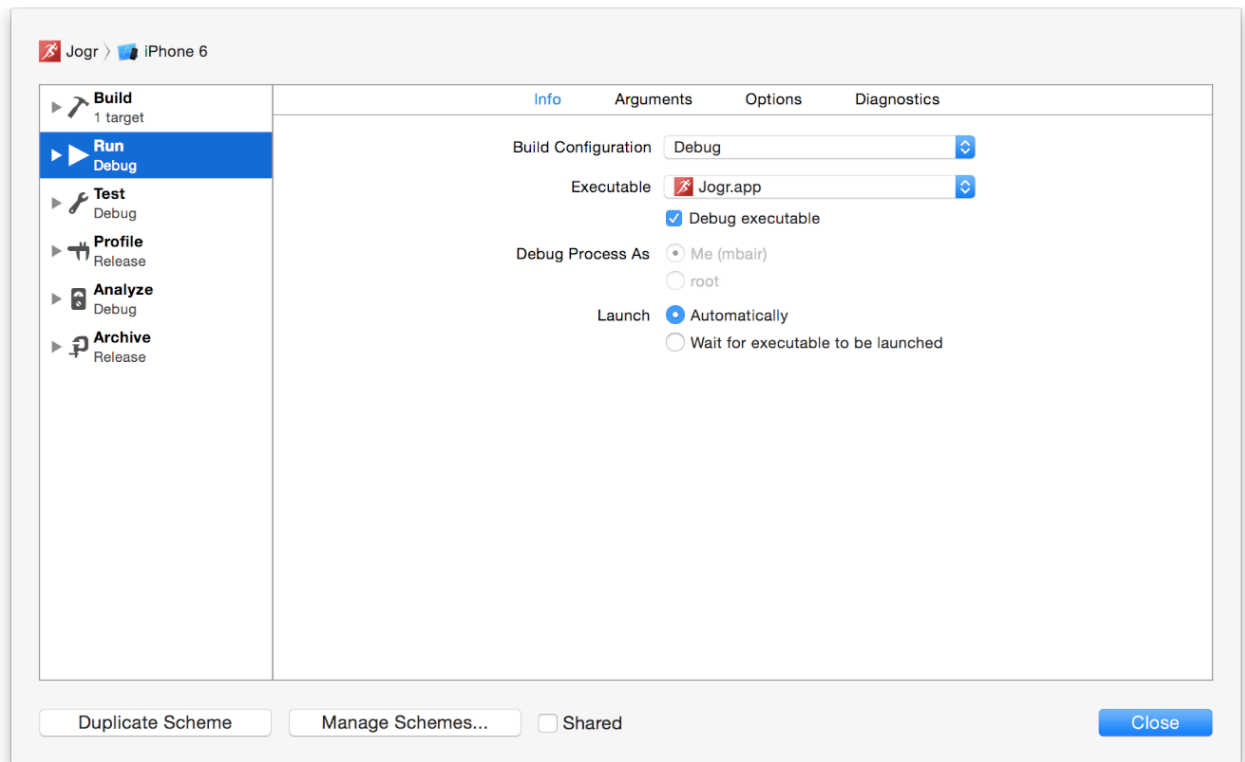 Jogr 〉 iPhone 6
Build
1 target
Run
Debug
Test
Debug
Profile
Release
Analyze
Debug
Archive
Release
Info Arguments Options Diagnostics
Build Configuration Debug
Executable Jogr.app
Debug executable
Debug Process As Me (mbair)
root
Launch Automatically
Wait for executable to be launched
Duplicate Scheme Manage Schemes... Shared Close